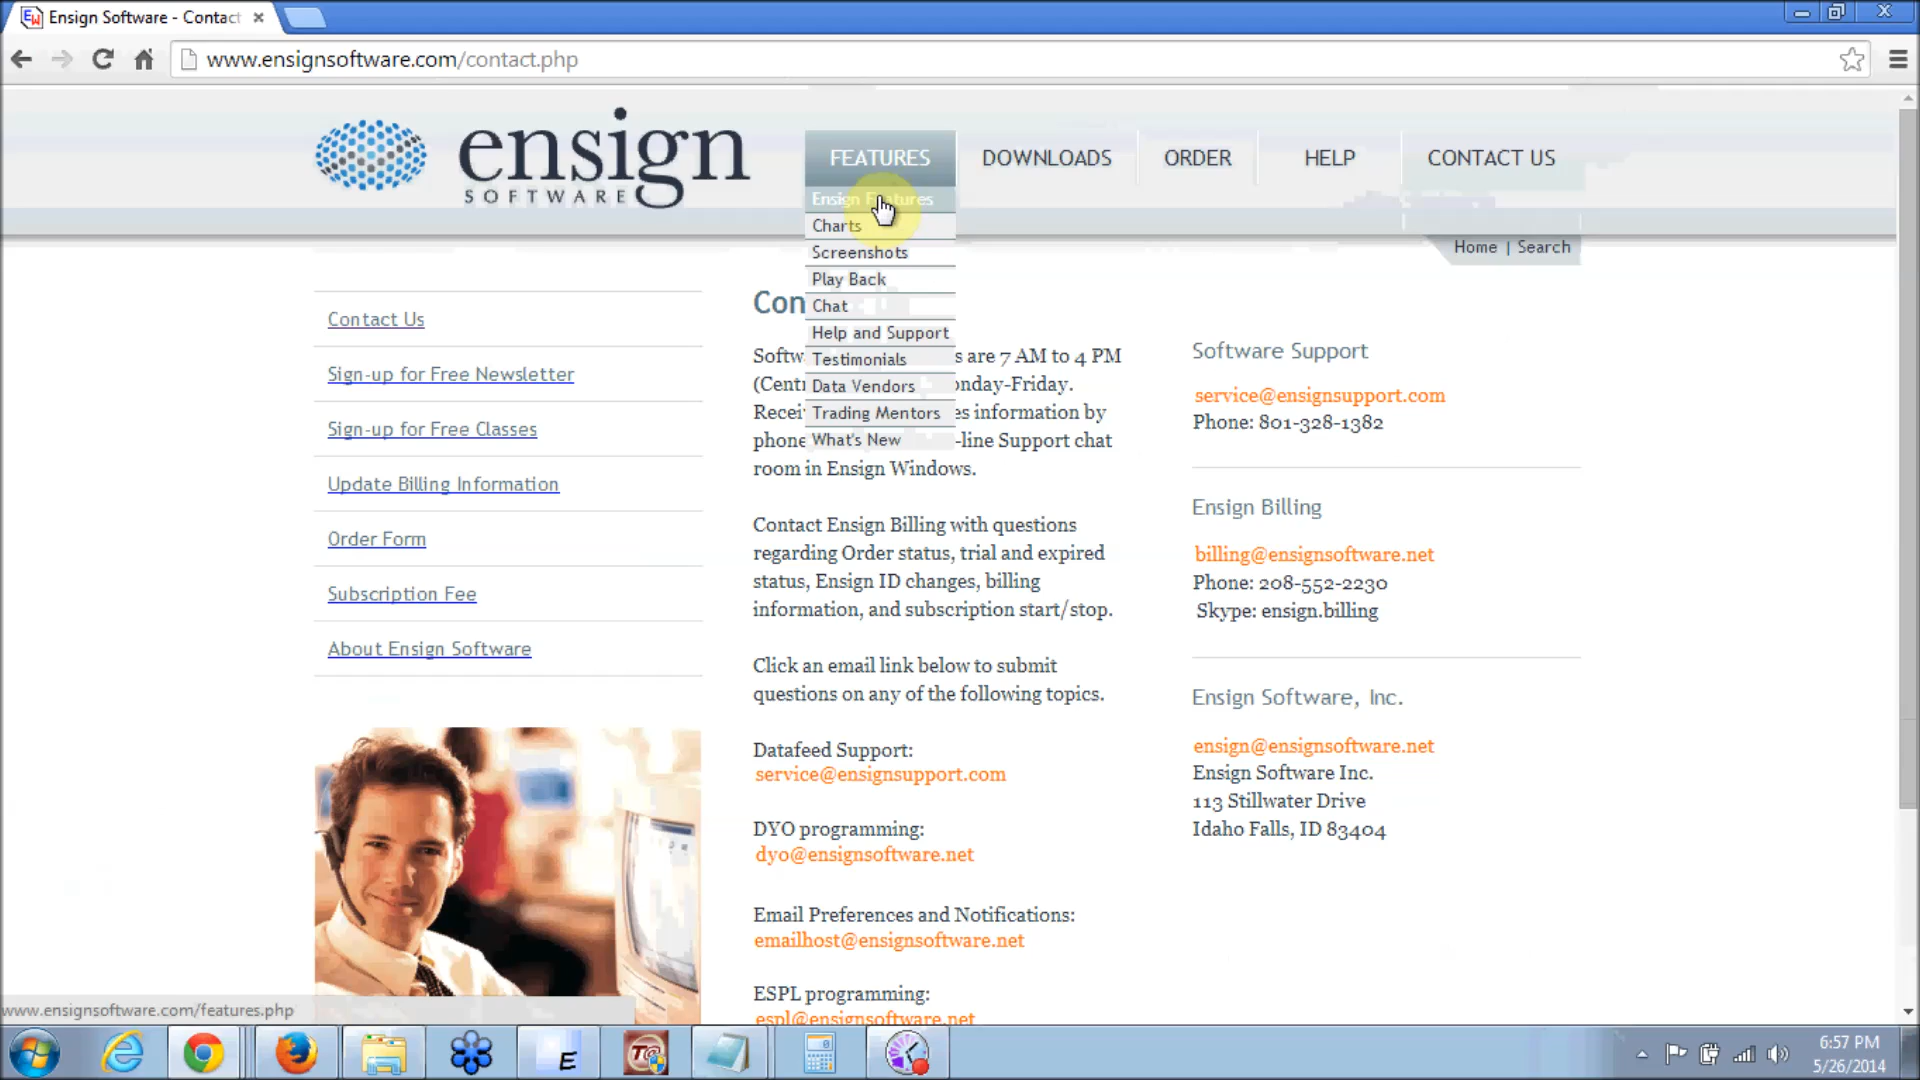 Ensign Software - Contact
www.ensignsoftware.com/contact.php
ensign
SOFTWARE
FEATURES
DOWNLOADS
ORDER
HELP
CONTACT US
Ensign Features
Charts
Screenshots
Play Back
Chat
Help and Support
Testimonials
Data Vendors
Trading Mentors
What's New
Home | Search
Contact Us
Sign-up for Free Newsletter
Sign-up for Free Classes
Update Billing Information
Order Form
Subscription Fee
About Ensign Software
Con
Softw s are 7 AM to 4 PM
(Cent onday-Friday.
Recei es information by
phone -line Support chat
room in Ensign Windows.
Contact Ensign Billing with questions
regarding Order status, trial and expired
status, Ensign ID changes, billing
information, and subscription start/stop.
Click an email link below to submit
questions on any of the following topics.
Datafeed Support:
service@ensignsupport.com
DYO programming:
dyo@ensignsoftware.net
Email Preferences and Notifications:
emailhost@ensignsoftware.net
ESPL programming:
espl@ensignsoftware.net
Software Support
service@ensignsupport.com
Phone: 801-328-1382
Ensign Billing
billing@ensignsoftware.net
Phone: 208-552-2230
Skype: ensign.billing
Ensign Software, Inc.
ensign@ensignsoftware.net
Ensign Software Inc.
113 Stillwater Drive
Idaho Falls, ID 83404
www.ensignsoftware.com/features.php
E
T@
6:57 PM
5/26/2014